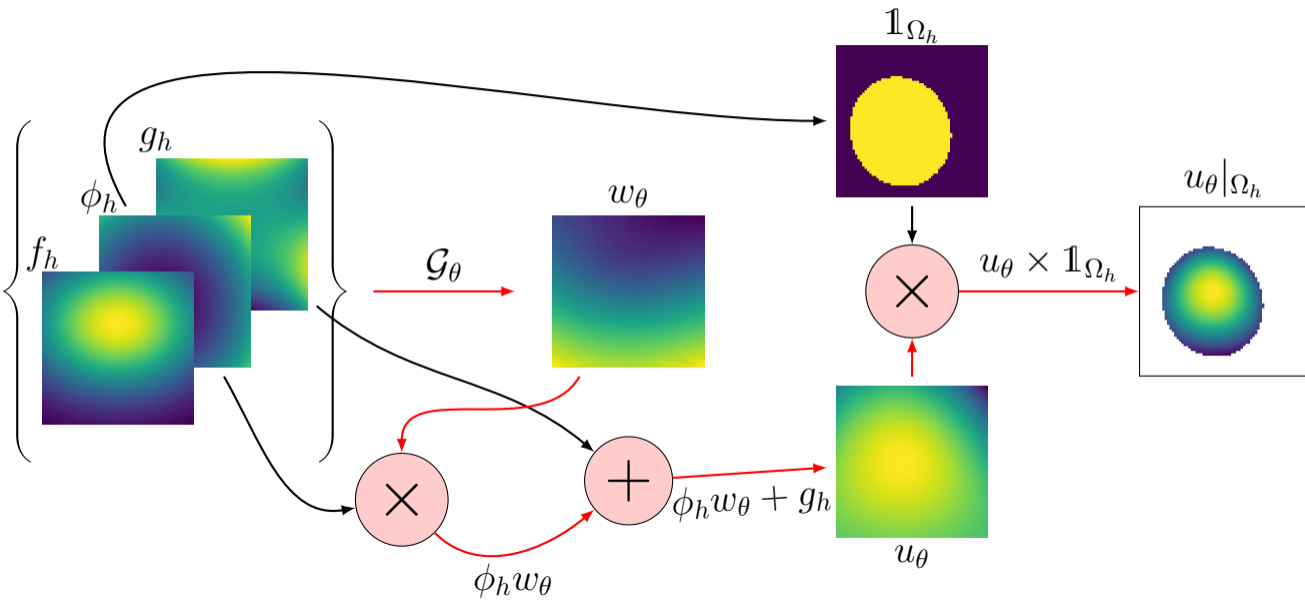 𝟙_{Ω_h}
g_h
ϕ_h
f_h
𝒢_θ
w_θ
u_θ × 𝟙_{Ω_h}
u_θ|_{Ω_h}
×
×
+
ϕ_h w_θ
ϕ_h w_θ + g_h
u_θ